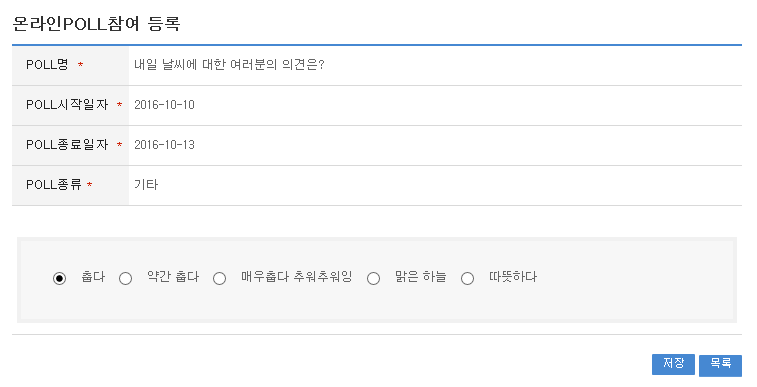 온라인POLL참여 등록
POLL명 * 내일 날씨에 대한 여러분의 의견은?
POLL시작일자 * 2016-10-10
POLL종료일자 * 2016-10-13
POLL종류 * 기타
춥다 약간 춥다 매우춥다 추워추워잉 맑은 하늘 따뜻하다
저장 목록